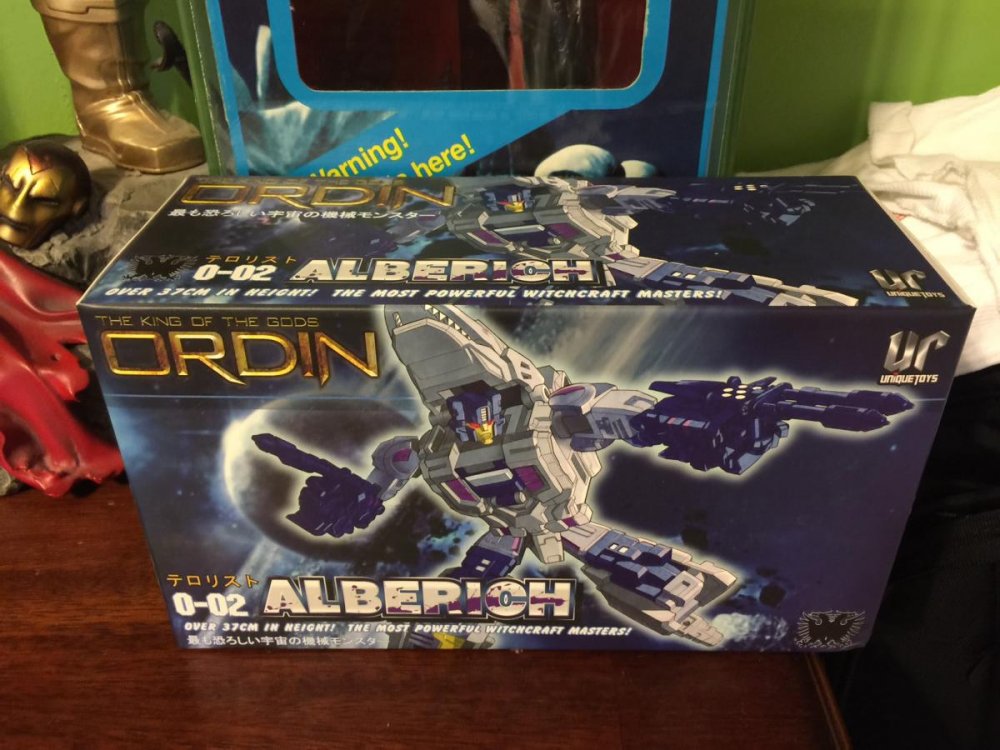 Warning!
here!
ORDIN
最も恐ろしい宇宙の機械モンスター
テロリスト
O-02 ALBERICH
OVER 37CM IN HEIGHT! THE MOST POWERFUL WITCHCRAFT MASTERS!
UT
UNIQUETOYS
THE KING OF THE GODS
ORDIN
UT
UNIQUETOYS
テロリスト
O-02 ALBERICH
OVER 37CM IN HEIGHT! THE MOST POWERFUL WITCHCRAFT MASTERS!
最も恐ろしい宇宙の機械モンスター